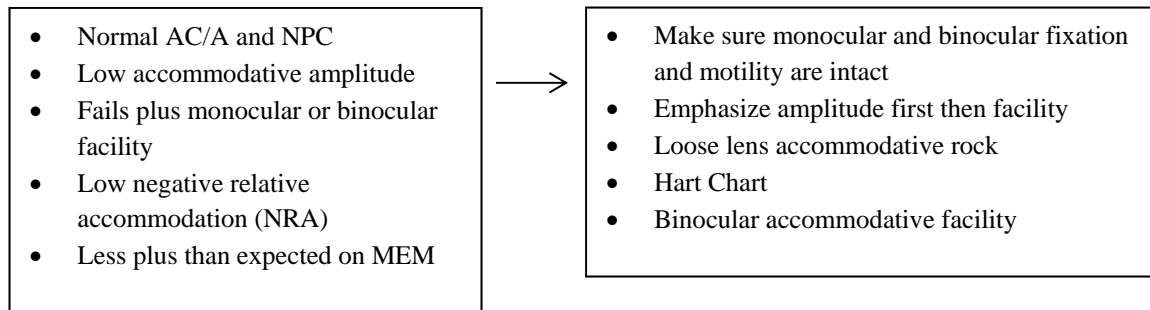 • Normal AC/A and NPC
• Low accommodative amplitude
• Fails plus monocular or binocular
facility
• Low negative relative
accommodation (NRA)
• Less plus than expected on MEM
• Make sure monocular and binocular fixation
and motility are intact
• Emphasize amplitude first then facility
• Loose lens accommodative rock
• Hart Chart
• Binocular accommodative facility